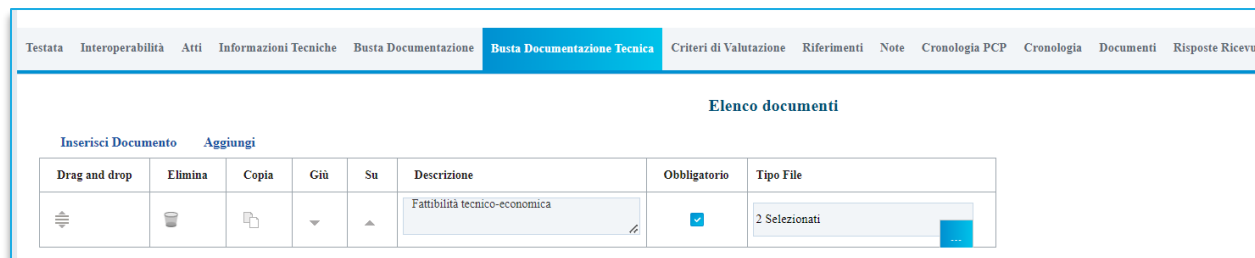 Testata Interoperabilità Atti Informazioni Tecniche Busta Documentazione Busta Documentazione Tecnica Criteri di Valutazione Riferimenti Note Cronologia PCP Cronologia Documenti Risposte Ricevu
Elenco documenti
Inserisci Documento Aggiungi
Drag and drop Elimina Copia Giù Su Descrizione Obbligatorio Tipo File
Fattibilità tecnico-economica
2 Selezionati
...